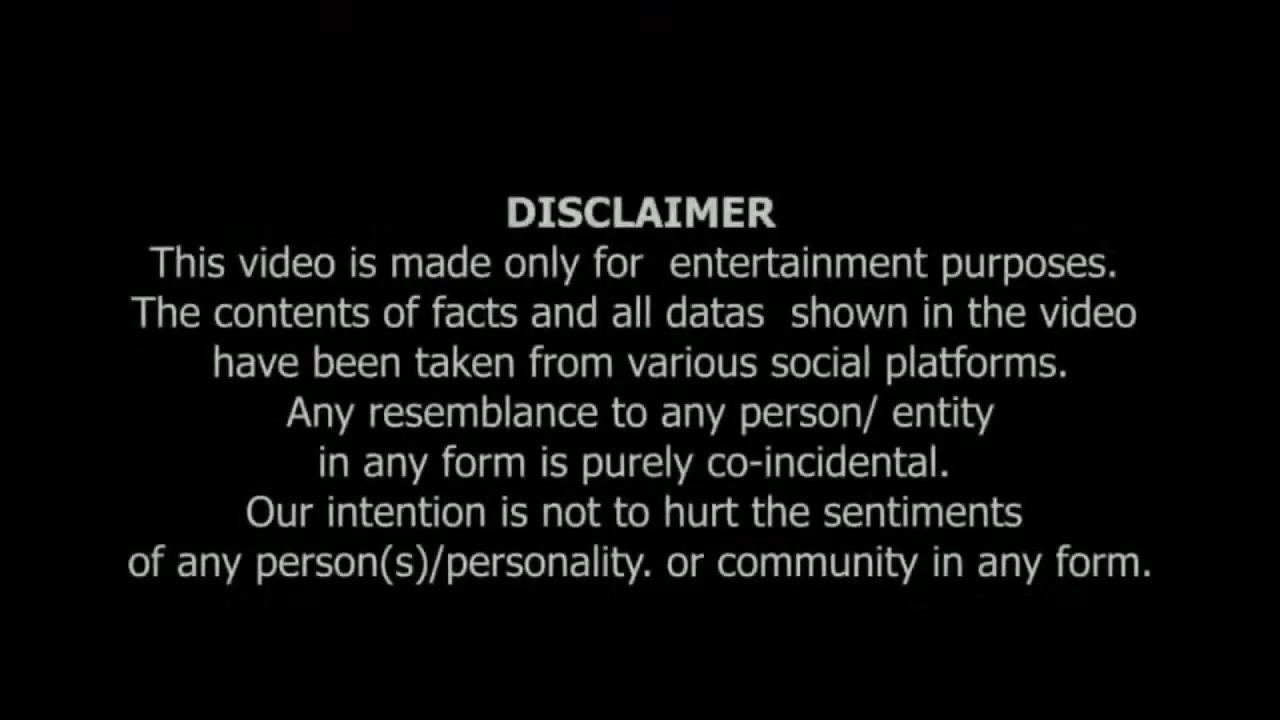 DISCLAIMER
This video is made only for  entertainment purposes.
The contents of facts and all datas  shown in the video
have been taken from various social platforms.
Any resemblance to any person/ entity
in any form is purely co-incidental.
Our intention is not to hurt the sentiments
of any person(s)/personality. or community in any form.